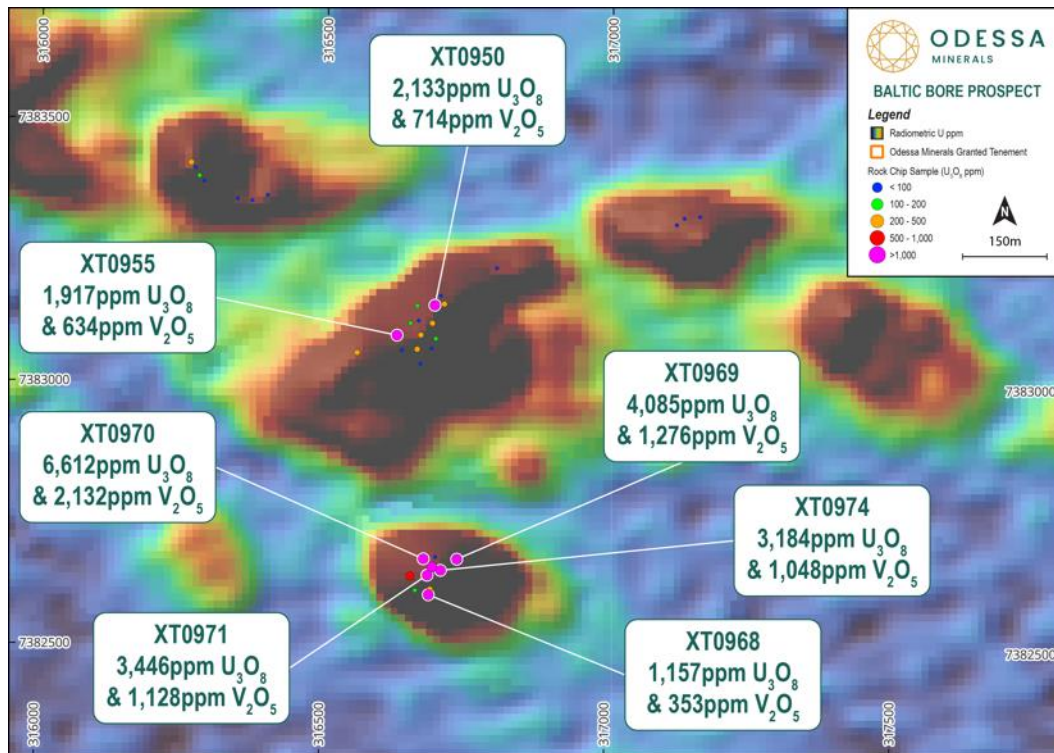 316000
316500
317000
7383500
XT0950
2,133ppm U₃O₈
& 714ppm V₂O₅
ODESSA
MINERALS
BALTIC BORE PROSPECT
Legend
Radiometric U ppm
Odessa Minerals Granted Tenement
Rock Chip Sample (U₃O₈ ppm)
< 100
100 - 200
200 - 500
500 - 1,000
>1,000
N
150m
XT0955
1,917ppm U₃O₈
& 634ppm V₂O₅
7383000
7383000
XT0969
4,085ppm U₃O₈
& 1,276ppm V₂O₅
XT0970
6,612ppm U₃O₈
& 2,132ppm V₂O₅
XT0974
3,184ppm U₃O₈
& 1,048ppm V₂O₅
XT0971
3,446ppm U₃O₈
& 1,128ppm V₂O₅
XT0968
1,157ppm U₃O₈
& 353ppm V₂O₅
7382500
7382500
316000
316500
317000
317500